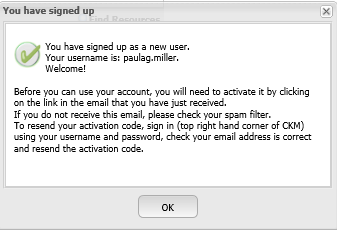 You have signed up
Find Resources
You have signed up as a new user.
Your username is: paulag.miller.
Welcome!
Before you can use your account, you will need to activate it by clicking
on the link in the email that you have just received.
If you do not receive this email, please check your spam filter.
To resend your activation code, sign in (top right hand corner of CKM)
using your username and password, check your email address is correct
and resend the activation code.
OK